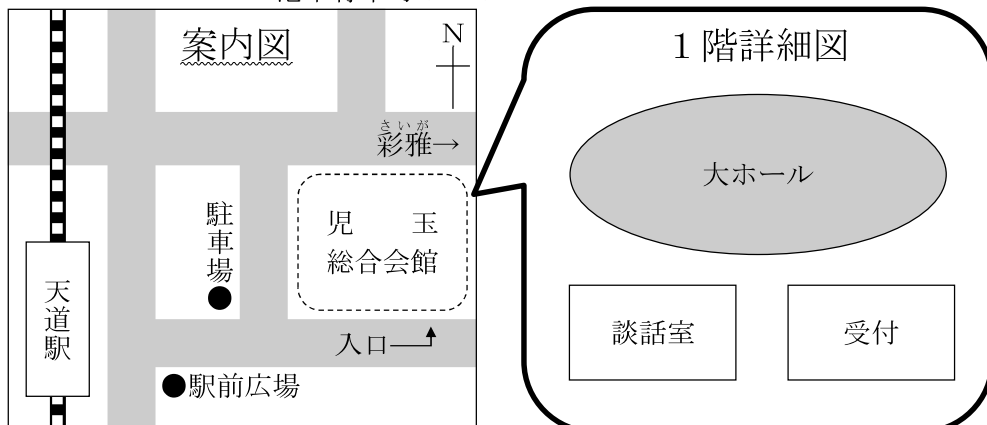 案内図
N
さいが
彩雅→
児玉
総合会館
駐車場
天道駅
入口
駅前広場
1階詳細図
大ホール
談話室
受付